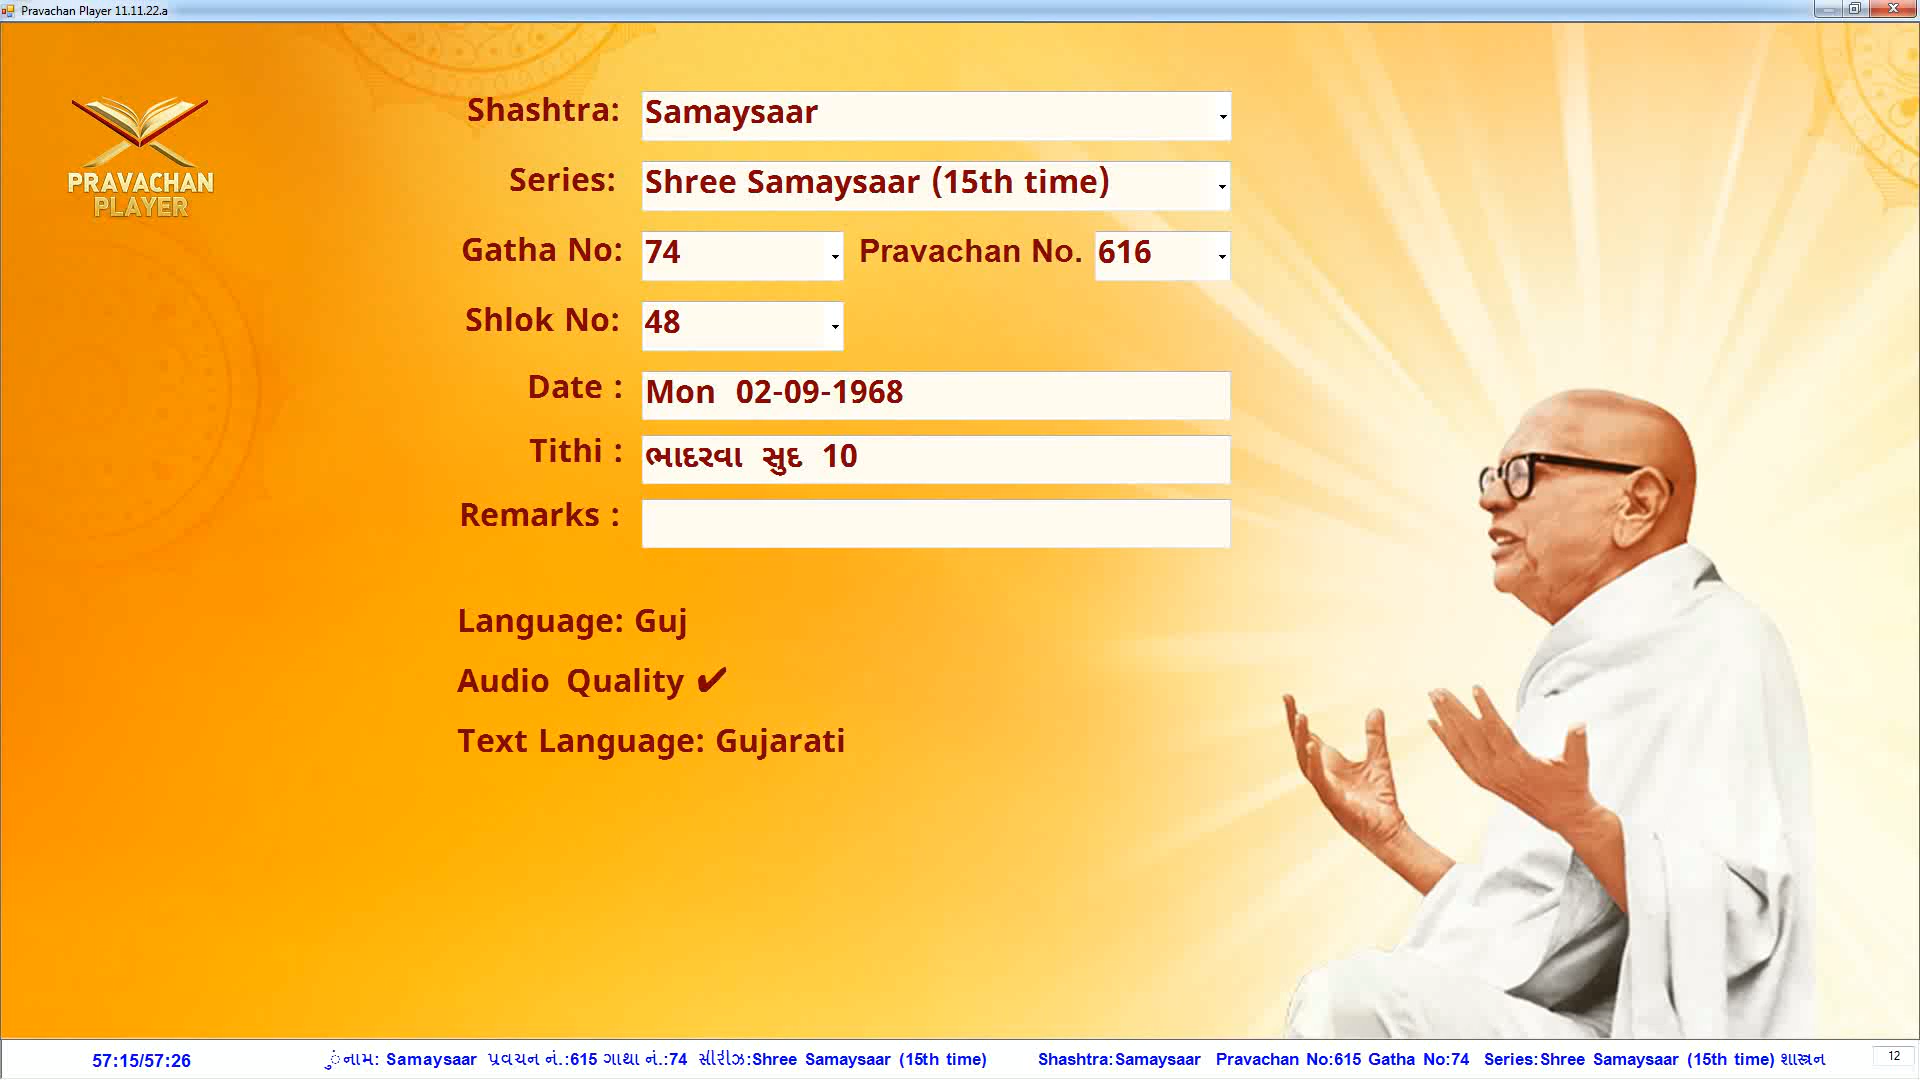 Pravachan Player 11.11.22.a
PRAVACHAN
PLAYER
Shashtra: Samaysaar
Series: Shree Samaysaar (15th time)
Gatha No: 74 Pravachan No. 616
Shlok No: 48
Date : Mon 02-09-1968
Tithi : ભાદરવા સુદ 10
Remarks :
Language: Guj
Audio Quality ✔
Text Language: Gujarati
57:15/57:26 ુંનામ: Samaysaar પ્રવચન નં.:615 ગાથા નં.:74 સીરીઝ:Shree Samaysaar (15th time) Shashtra:Samaysaar Pravachan No:615 Gatha No:74 Series:Shree Samaysaar (15th time) શાસ્ત્રન 12